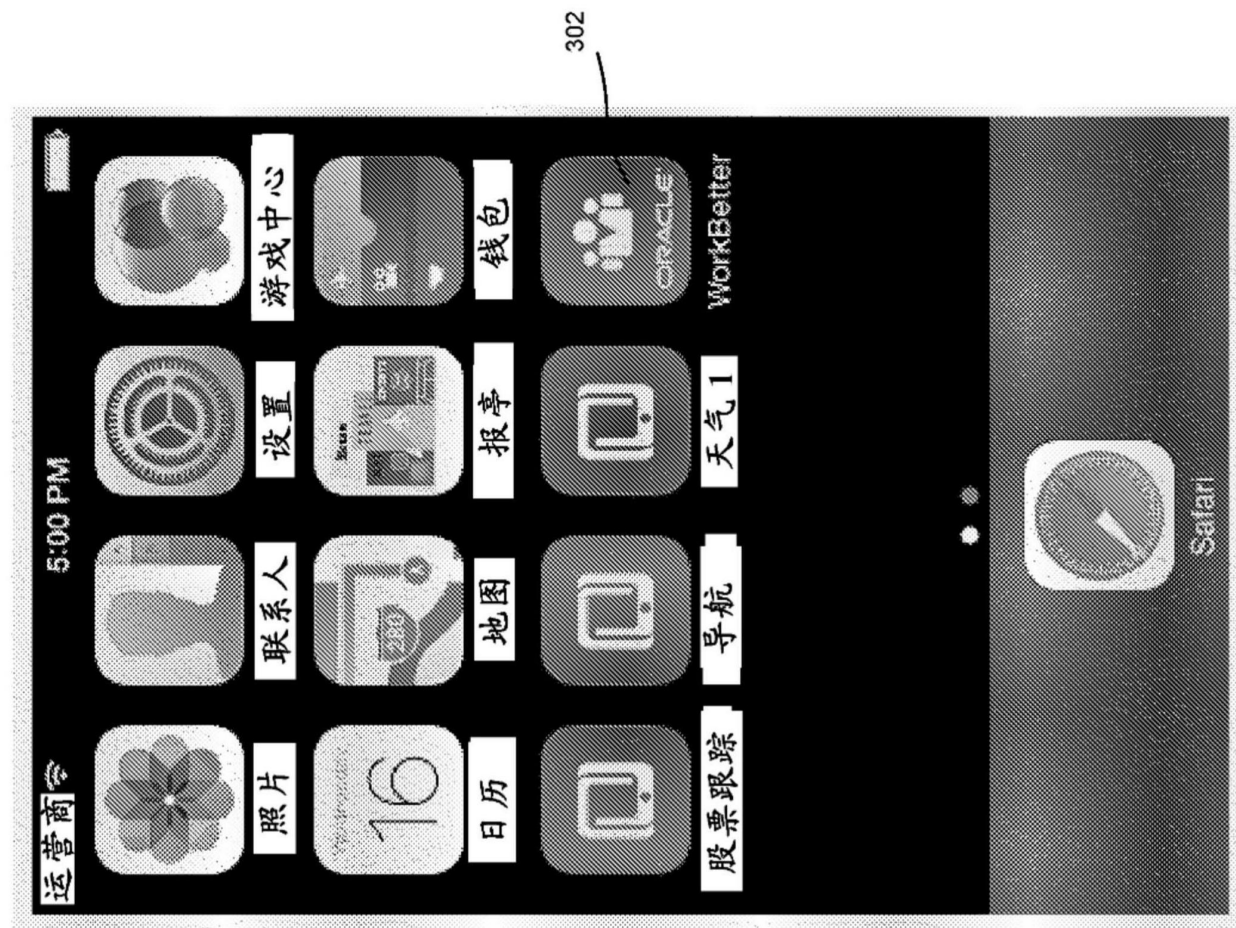 运营商 5:00 PM
照片 联系人 设置 游戏中心
16 280
日历 地图 报亭 钱包
ORACLE
股票跟踪 导航 天气1 WorkBetter
302
Safari